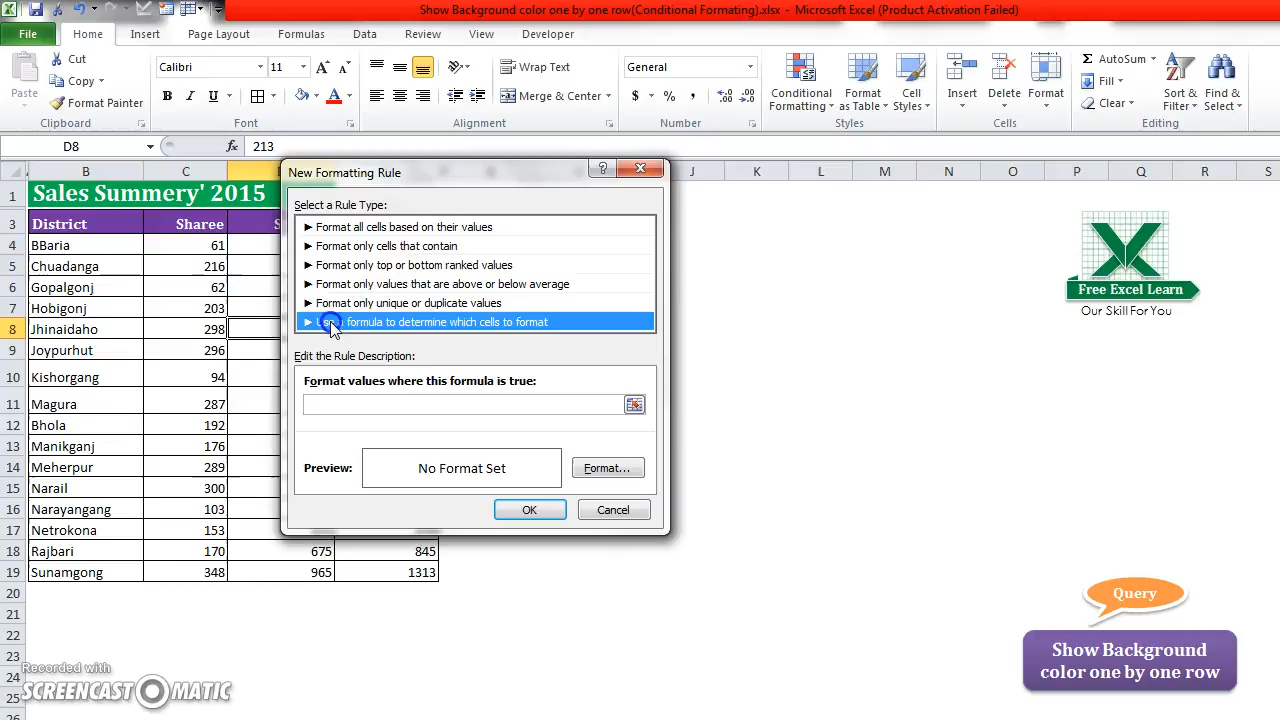 Show Background color one by one row(Conditional Formating).xlsx - Microsoft Excel (Product Activation Failed)
File Home Insert Page Layout Formulas Data Review View Developer
Paste
Cut
Copy
Format Painter
Clipboard
Calibri 11
B I U A
Font
Wrap Text
Merge & Center
Alignment
General
$ % ,
Number
Conditional Formatting
Format as Table
Cell Styles
Styles
Insert Delete Format
Cells
AutoSum
Fill
Clear
Sort & Filter
Find & Select
Editing
D8 fx 213
B C J K L M N O P Q R S
1 Sales Summery' 2015
3 District Sharee S
4 BBaria 61
5 Chuadanga 216
6 Gopalgonj 62
7 Hobigonj 203
8 Jhinaidaho 298
9 Joypurhut 296
10 Kishorgang 94
11 Magura 287
12 Bhola 192
13 Manikganj 176
14 Meherpur 289
15 Narail 300
16 Narayangang 103
17 Netrokona 153
18 Rajbari 170 675 845
19 Sunamgong 348 965 1313
20
21
22
23
24
25
New Formatting Rule
Select a Rule Type:
► Format all cells based on their values
► Format only cells that contain
► Format only top or bottom ranked values
► Format only values that are above or below average
► Format only unique or duplicate values
► Use a formula to determine which cells to format
Edit the Rule Description:
Format values where this formula is true:
Preview:
No Format Set
Format...
OK
Cancel
Free Excel Learn
Our Skill For You
Query
Show Background
color one by one row
Recorded with
SCREENCAST-O-MATIC